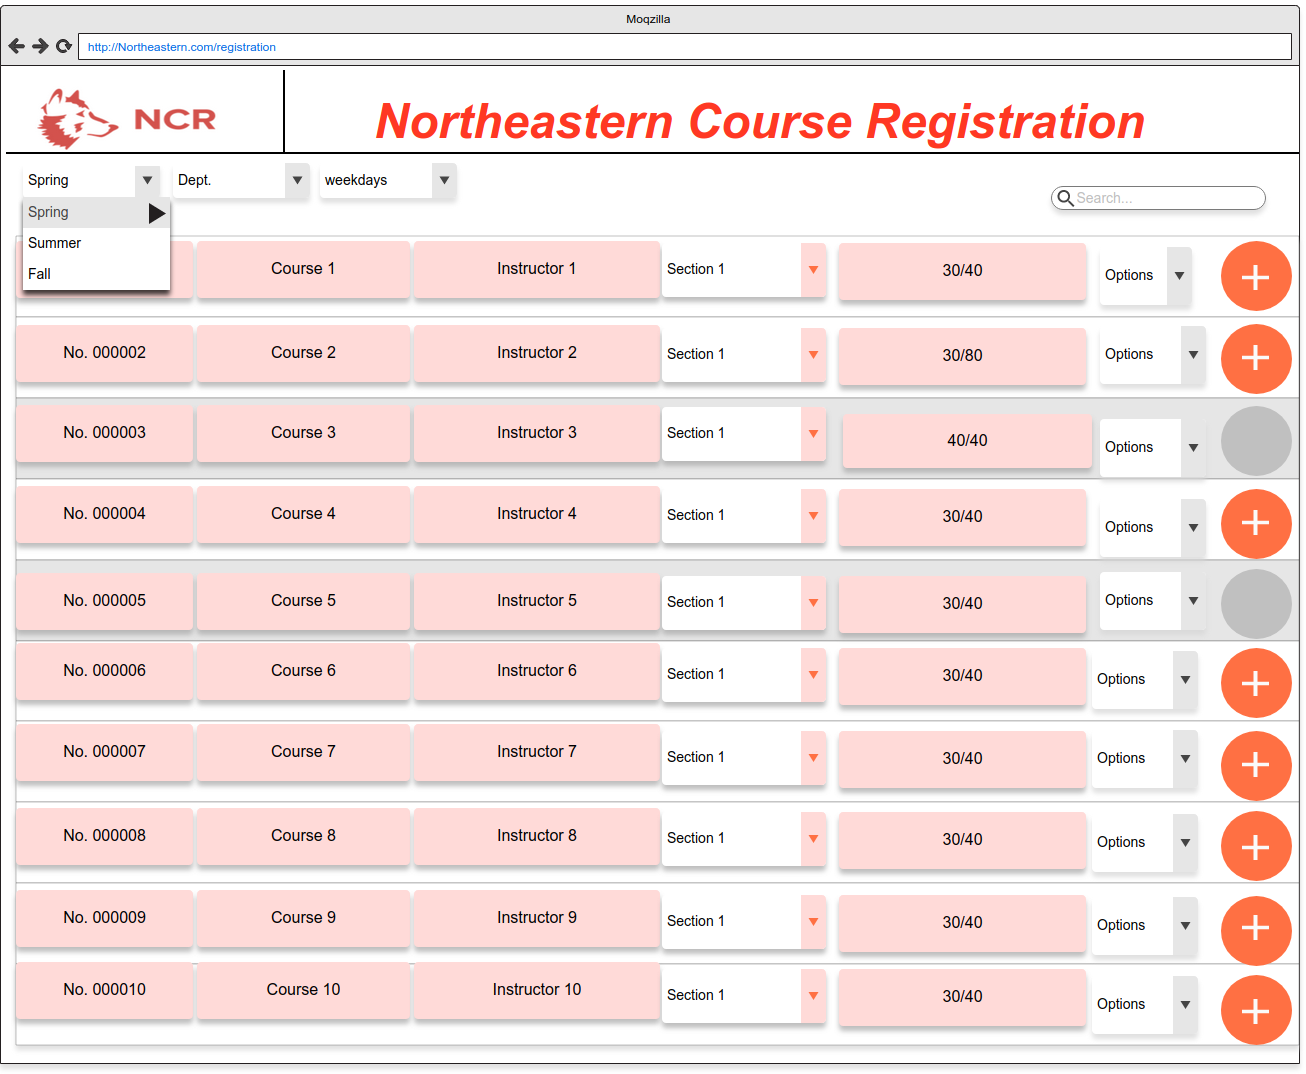 Moqzilla
http://Northeastern.com/registration
NCR
Northeastern Course Registration
Spring
Dept.
weekdays
Search...
Spring
Summer
Fall
Course 1
Instructor 1
Section 1
30/40
Options
No. 000002
Course 2
Instructor 2
Section 1
30/80
Options
No. 000003
Course 3
Instructor 3
Section 1
40/40
Options
No. 000004
Course 4
Instructor 4
Section 1
30/40
Options
No. 000005
Course 5
Instructor 5
Section 1
30/40
Options
No. 000006
Course 6
Instructor 6
Section 1
30/40
Options
No. 000007
Course 7
Instructor 7
Section 1
30/40
Options
No. 000008
Course 8
Instructor 8
Section 1
30/40
Options
No. 000009
Course 9
Instructor 9
Section 1
30/40
Options
No. 000010
Course 10
Instructor 10
Section 1
30/40
Options